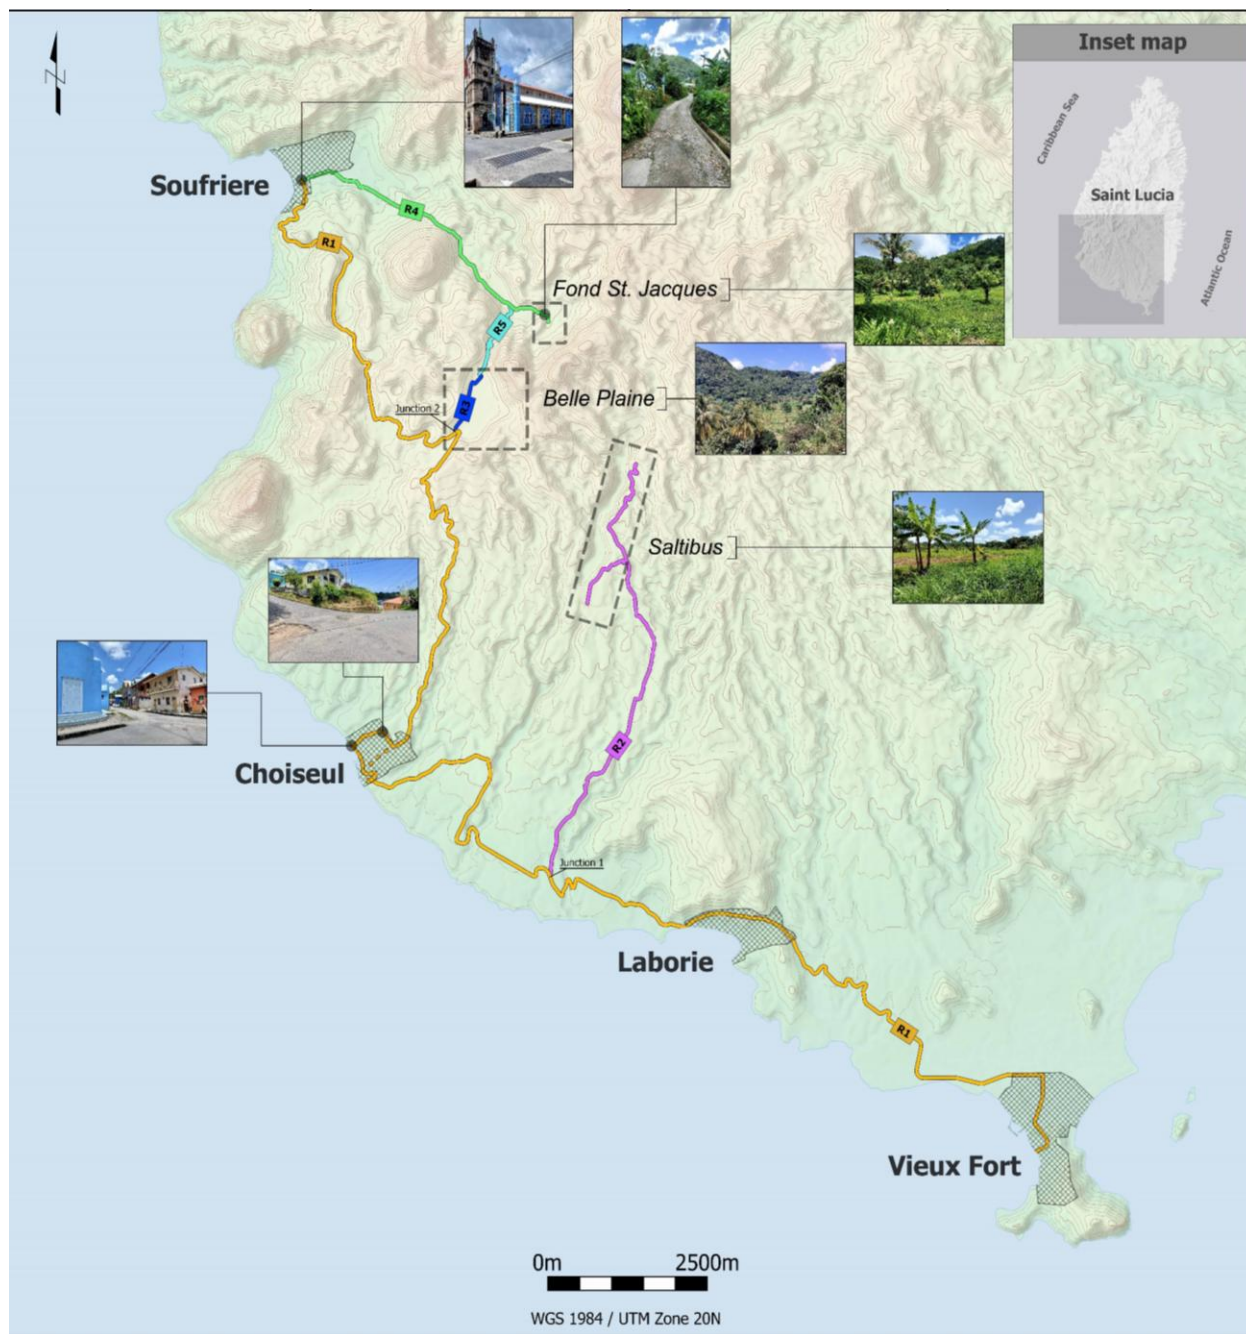 Inset map
Caribbean Sea
Saint Lucia
Atlantic Ocean
N
Soufriere
R4
R1
Fond St. Jacques
R5
Belle Plaine
R3
Junction 2
Saltibus
R2
Choiseul
Junction 1
Laborie
R1
Vieux Fort
0m 2500m
WGS 1984 / UTM Zone 20N